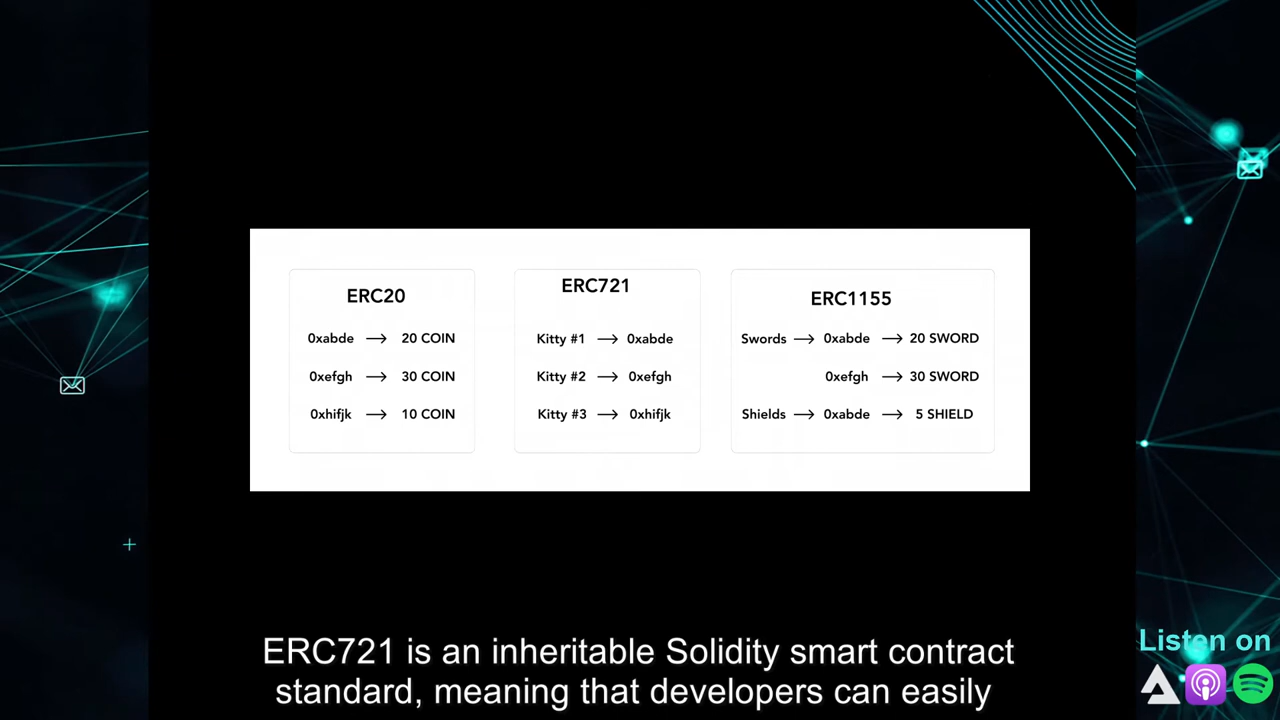 ERC20
0xabde → 20 COIN
0xefgh → 30 COIN
0xhifjk → 10 COIN
ERC721
Kitty #1 → 0xabde
Kitty #2 → 0xefgh
Kitty #3 → 0xhifjk
ERC1155
Swords → 0xabde → 20 SWORD
0xefgh → 30 SWORD
Shields → 0xabde → 5 SHIELD
ERC721 is an inheritable Solidity smart contract
standard, meaning that developers can easily
Listen on